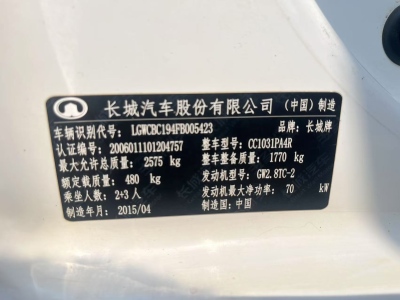 长城汽车股份有限公司 (中国)制造
车辆识别代号: LGWCBC194FB005423 品牌: 长城牌
认证编号: 2006011101204757 整车型号: CC1031PA4R
最大允许总质量: 2575 kg 整车整备质量: 1770 kg
额定载质量: 480 kg 发动机型号: GW2.8TC-2
乘坐人数: 2+3人 发动机最大净功率: 70 kW
制造年月: 2015/04 制造国: 中国